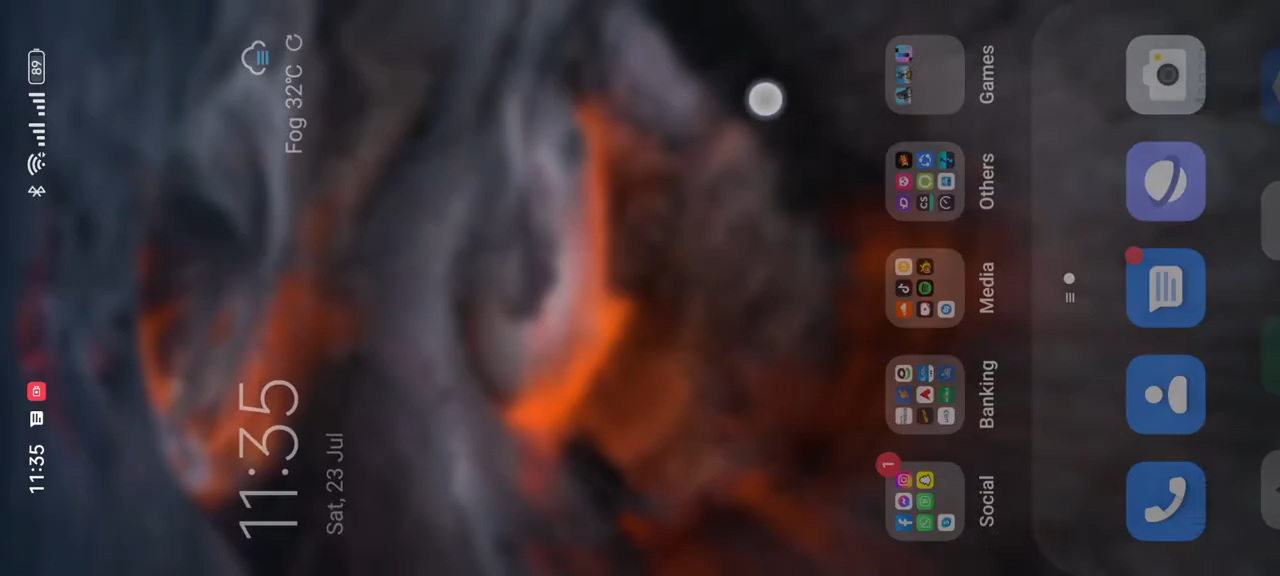 11:35
89
11:35
Sat, 23 Jul
Fog 32°C
1
Social
Banking
Media
Others
Games